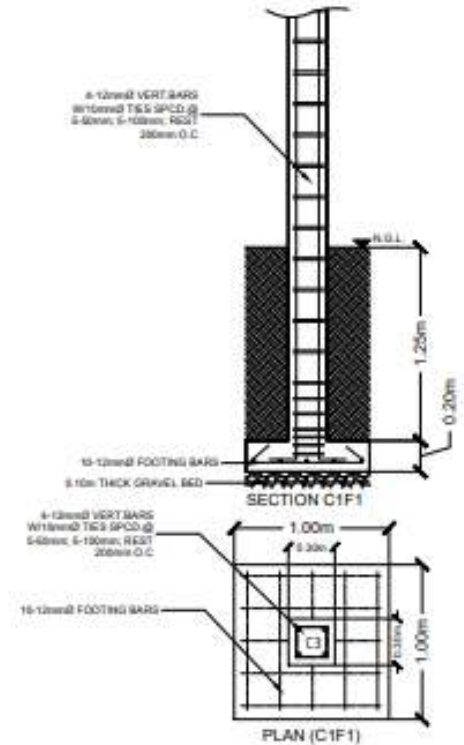 4-12mmØ VERT.BARS
W/10mmØ TIES SPCD.@
5-50mm; 5-100mm; REST
200mm O.C
N.G.L.
1.25m
0.20m
10-12mmØ FOOTING BARS
0.10m THICK GRAVEL BED
SECTION C1F1
4-12mmØ VERT.BARS
W/10mmØ TIES SPCD.@
5-50mm; 5-100mm; REST
200mm O.C
1.00m
0.30m
10-12mmØ FOOTING BARS
C3
0.30m
1.00m
PLAN (C1F1)